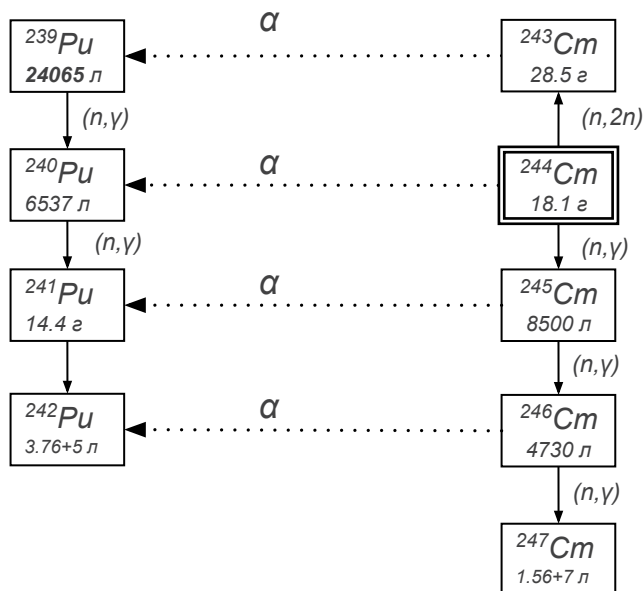 ²³⁹Pu
24065 л
α
²⁴³Cm
28.5 г
(n,γ)
(n,2n)
²⁴⁰Pu
6537 л
α
²⁴⁴Cm
18.1 г
(n,γ)
(n,γ)
²⁴¹Pu
14.4 г
α
²⁴⁵Cm
8500 л
(n,γ)
²⁴²Pu
3.76+5 л
α
²⁴⁶Cm
4730 л
(n,γ)
²⁴⁷Cm
1.56+7 л